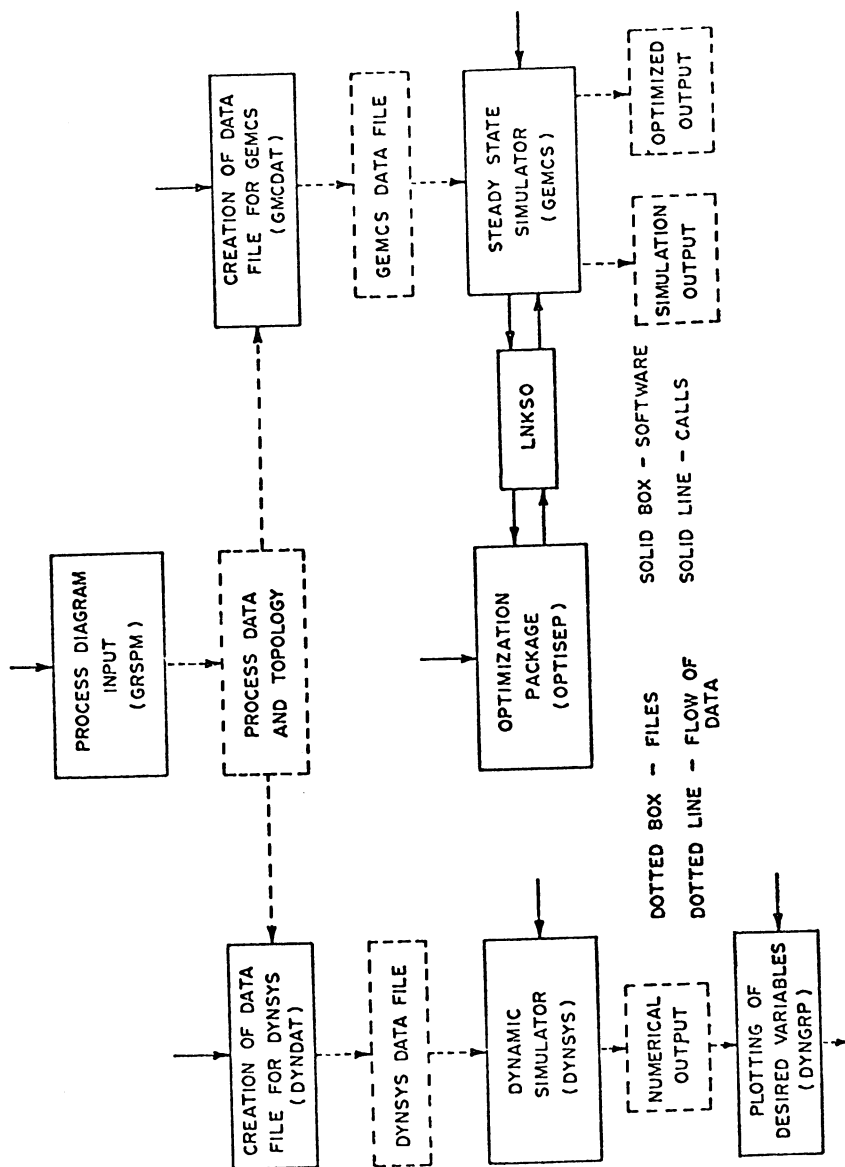 PROCESS DIAGRAM
INPUT
(GRSPM)
PROCESS DATA
AND TOPOLOGY
CREATION OF DATA
FILE FOR DYNSYS
(DYNDAT)
DYNSYS DATA FILE
DYNAMIC
SIMULATOR
(DYNSYS)
NUMERICAL
OUTPUT
PLOTTING OF
DESIRED VARIABLES
(DYNGRP)
CREATION OF DATA
FILE FOR GEMCS
(GMCDAT)
GEMCS DATA FILE
STEADY STATE
SIMULATOR
(GEMCS)
SIMULATION
OUTPUT
OPTIMIZED
OUTPUT
LNKSO
OPTIMIZATION
PACKAGE
(OPTISEP)
DOTTED BOX - FILES
DOTTED LINE - FLOW OF
DATA
SOLID BOX - SOFTWARE
SOLID LINE - CALLS